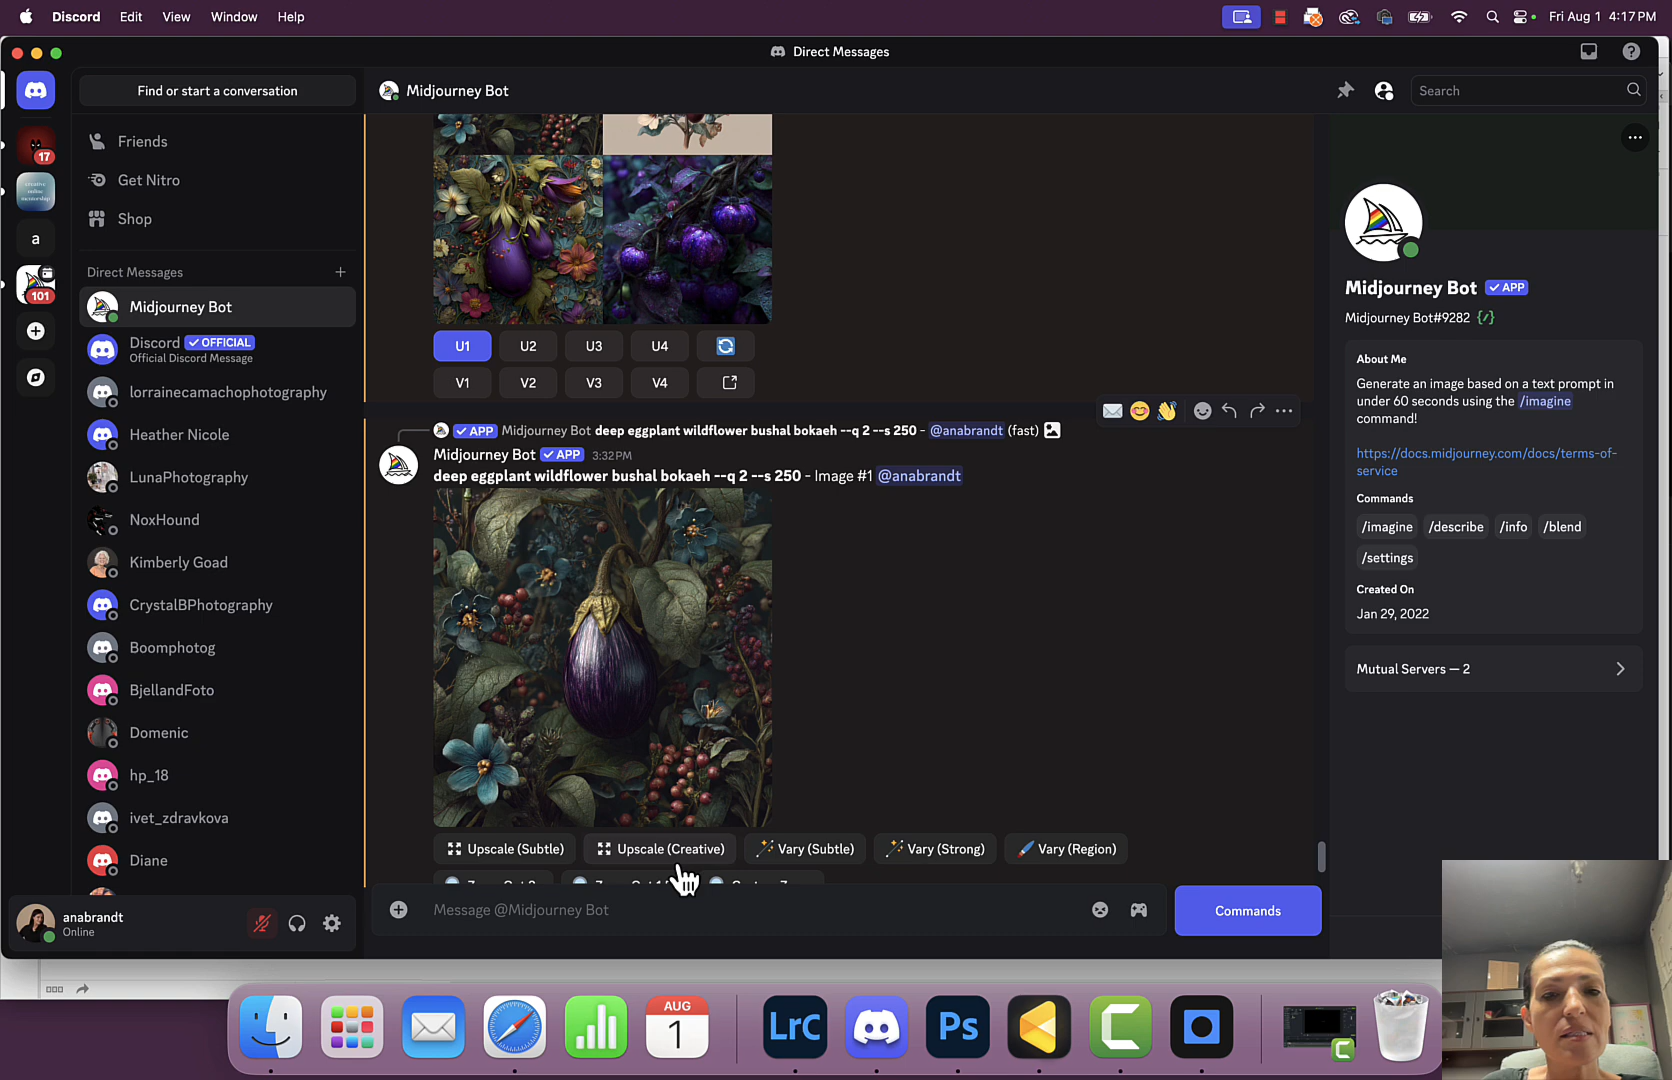 Discord Edit View Window Help Fri Aug 1 4:17 PM
Direct Messages
Find or start a conversation
Midjourney Bot
Search
Friends
17
Get Nitro
Shop
a
Direct Messages
101
Midjourney Bot
Discord OFFICIAL
Official Discord Message
lorrainecamachophotography
Heather Nicole
LunaPhotography
NoxHound
Kimberly Goad
CrystalBPhotography
Boomphotog
BjellandFoto
Domenic
hp_18
ivet_zdravkova
Diane
anabrandt
Online
U1 U2 U3 U4
V1 V2 V3 V4
APP Midjourney Bot deep eggplant wildflower bushal bokaeh --q 2 --s 250 - @anabrandt (fast)
Midjourney Bot APP 3:32 PM
deep eggplant wildflower bushal bokaeh --q 2 --s 250 - Image #1 @anabrandt
Upscale (Subtle) Upscale (Creative) Vary (Subtle) Vary (Strong) Vary (Region)
Message @Midjourney Bot
Commands
Midjourney Bot APP
Midjourney Bot#9282
About Me
Generate an image based on a text prompt in
under 60 seconds using the /imagine
command!
https://docs.midjourney.com/docs/terms-of-
service
Commands
/imagine /describe /info /blend
/settings
Created On
Jan 29, 2022
Mutual Servers — 2
AUG
1
LrC
Ps